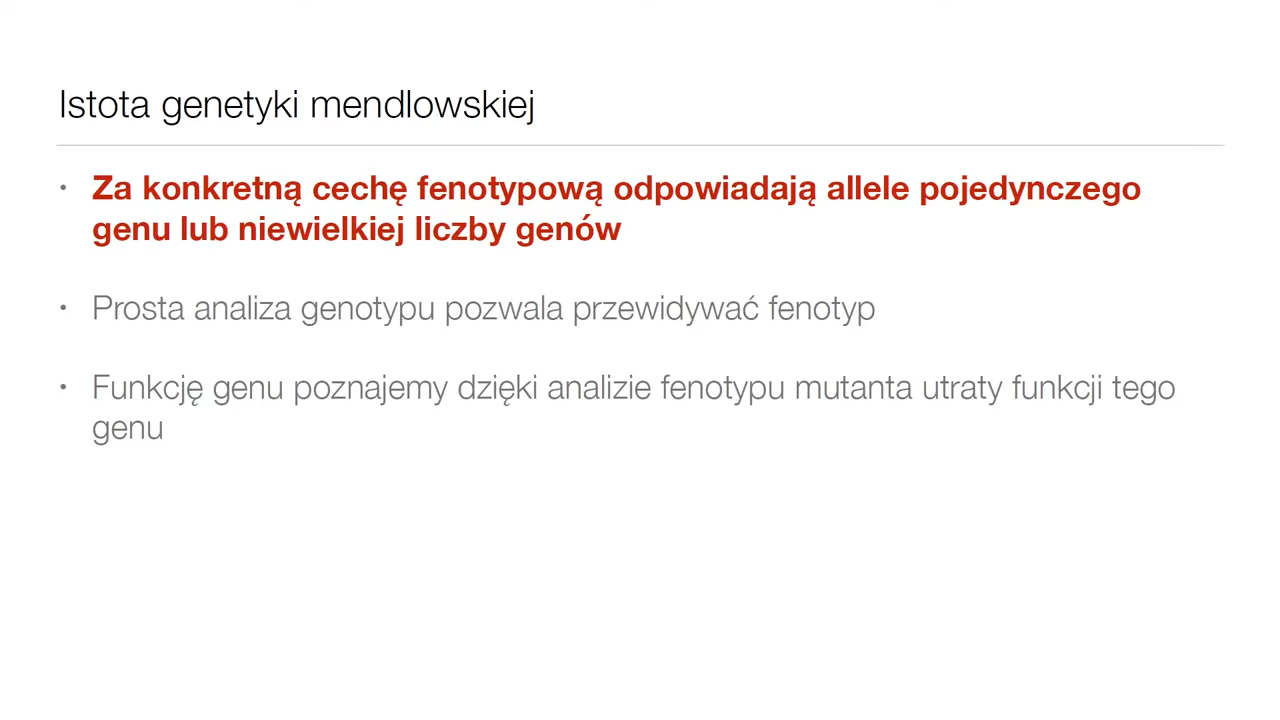 Istota genetyki mendlowskiej
• Za konkretną cechę fenotypową odpowiadają allele pojedynczego
genu lub niewielkiej liczby genów
• Prosta analiza genotypu pozwala przewidywać fenotyp
• Funkcję genu poznajemy dzięki analizie fenotypu mutanta utraty funkcji tego
genu